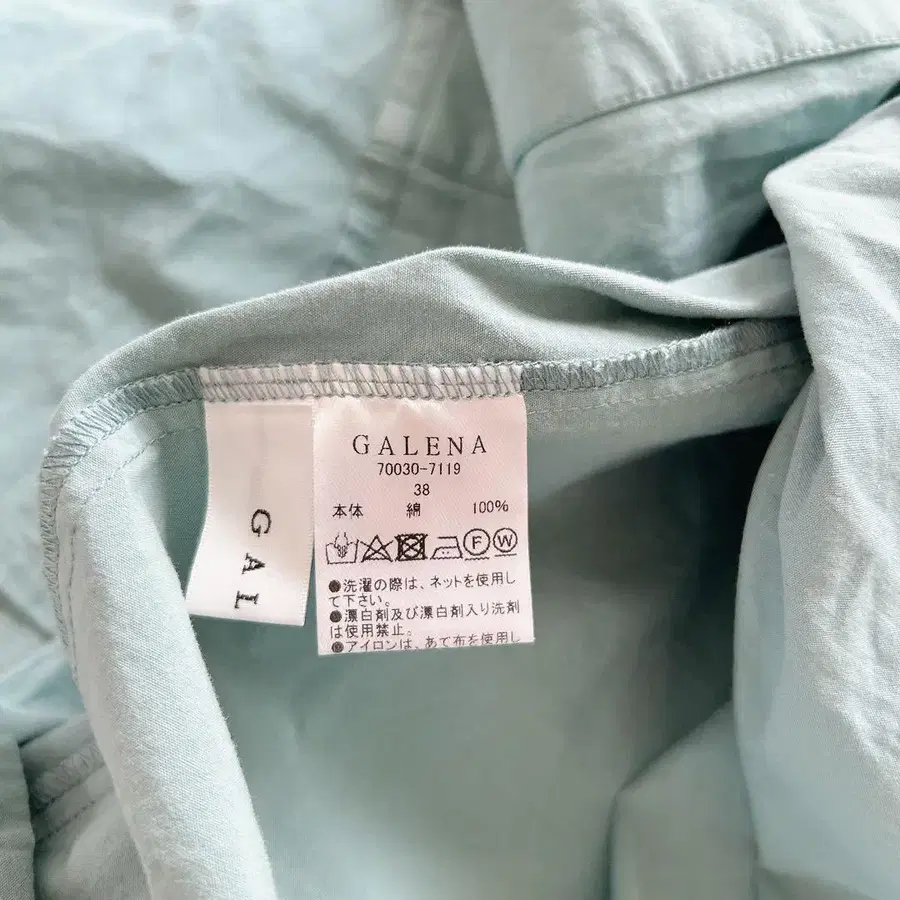 GAL
GALENA
70030-7119
38
本体 綿 100%
F W
●洗濯の際は、ネットを使用し
て下さい。
●漂白剤及び漂白剤入り洗剤
は使用禁止。
●アイロンは、あて布を使用し